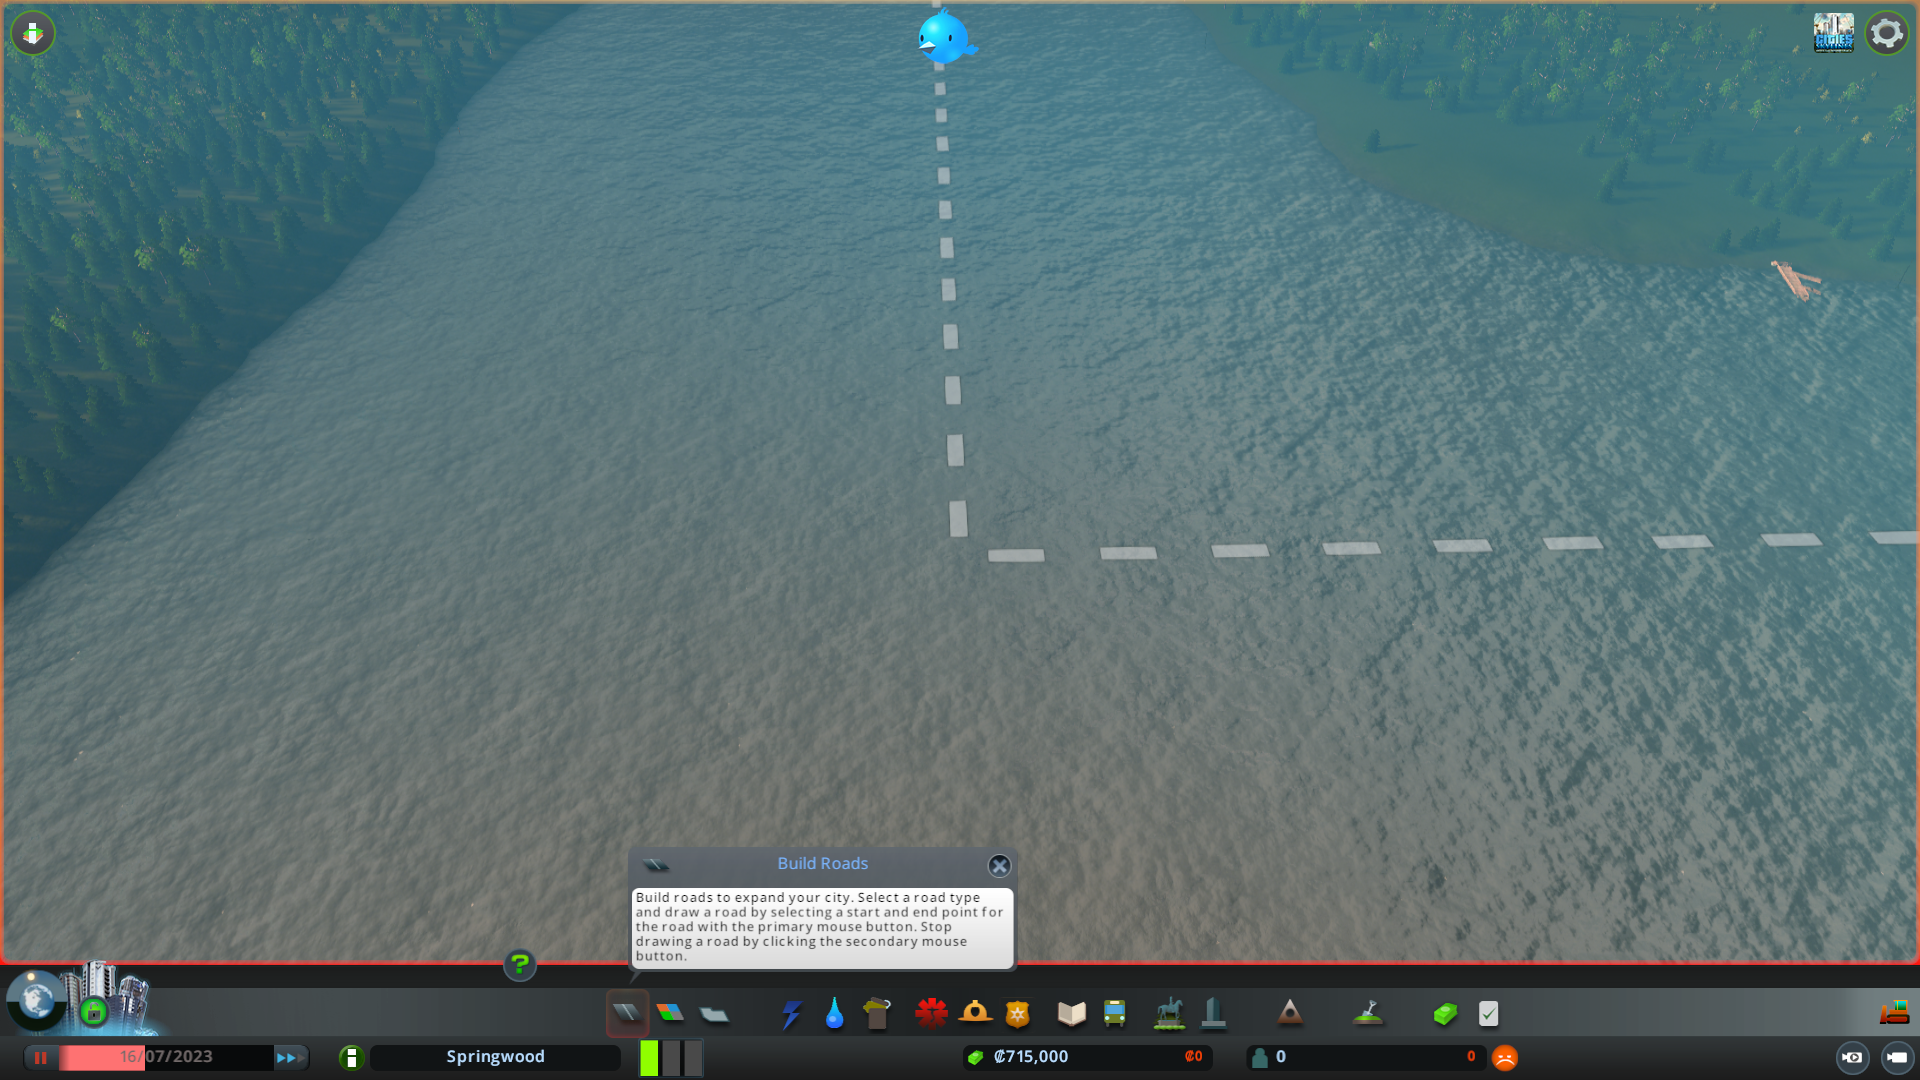 CITIES
SKYLINES
Build Roads
Build roads to expand your city. Select a road type
and draw a road by selecting a start and end point for
the road with the primary mouse button. Stop
drawing a road by clicking the secondary mouse
button.
?
16/07/2023
Springwood
₡715,000
₡0
0
0